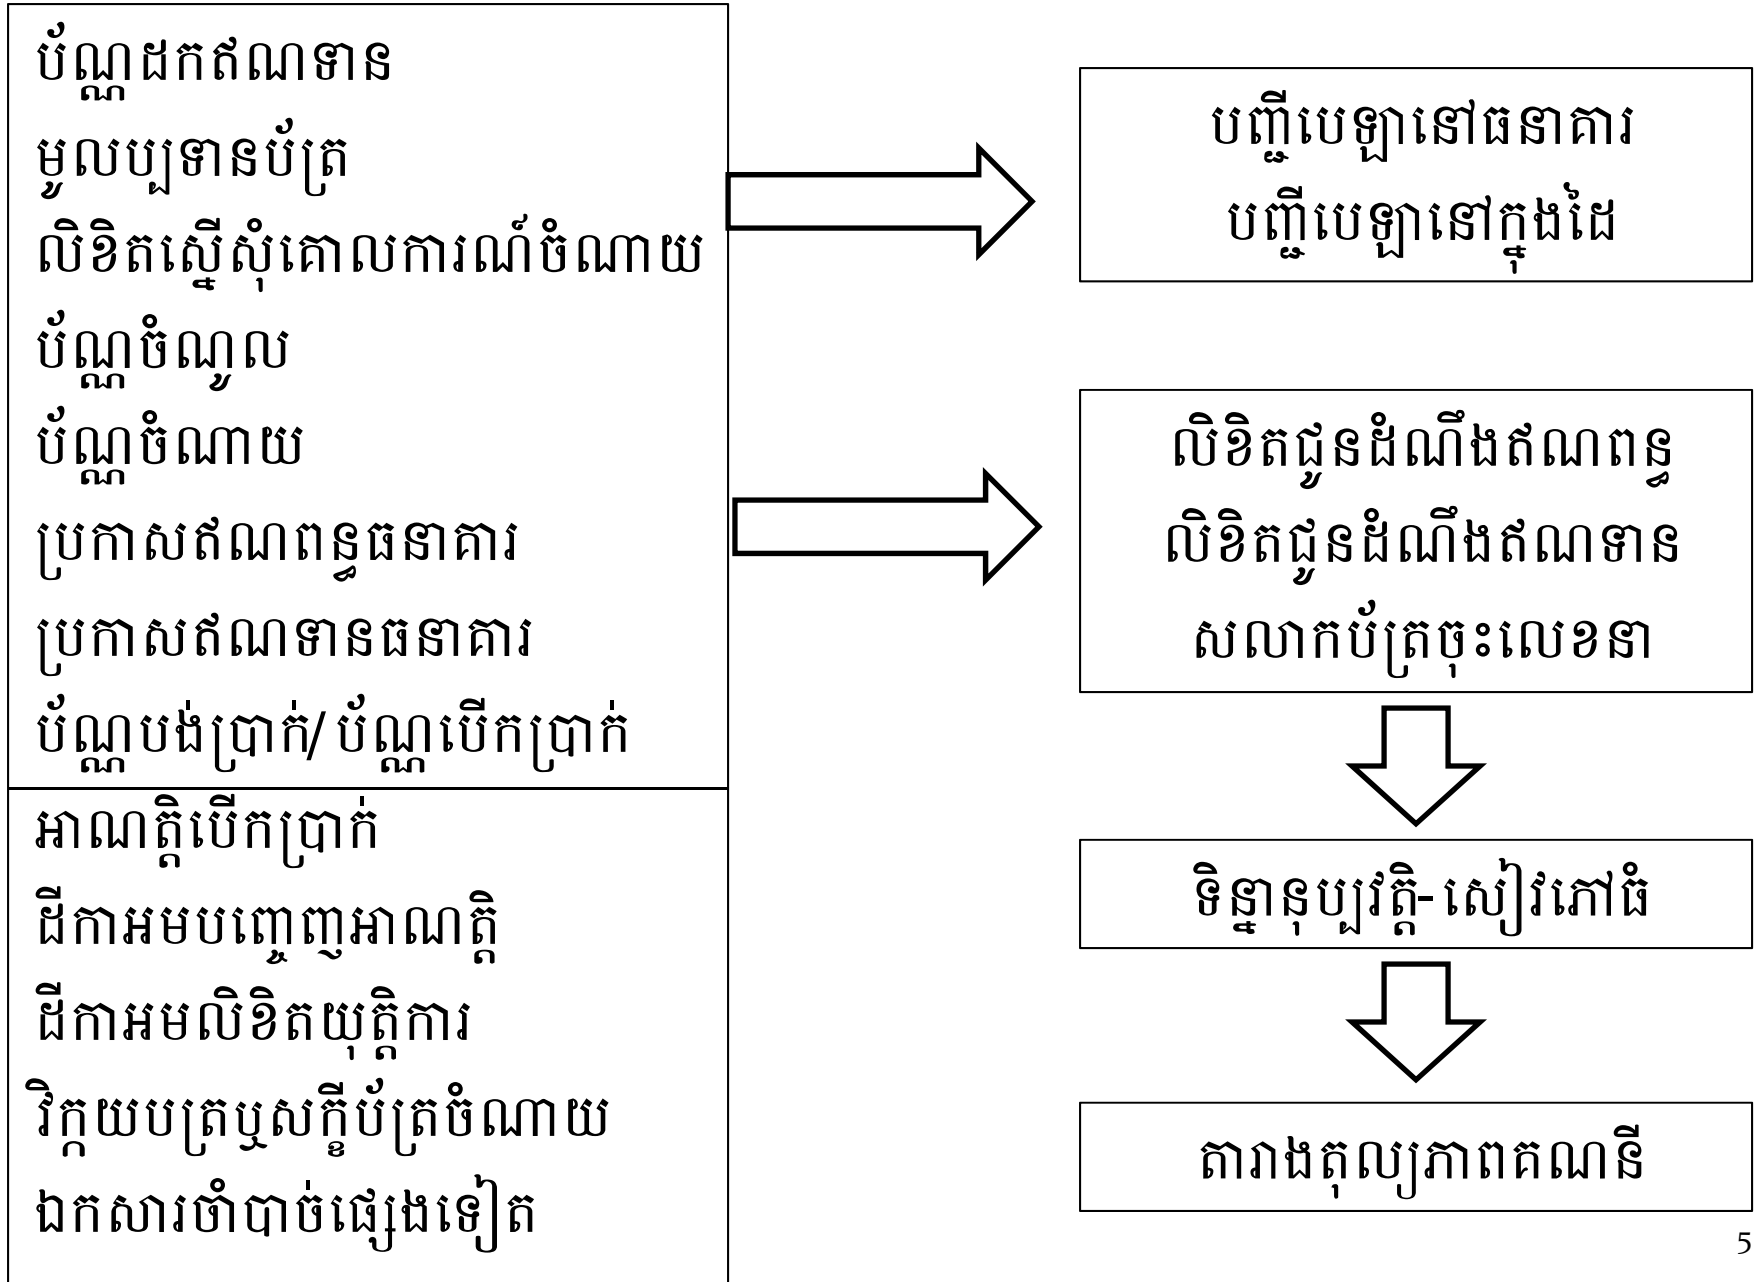 ប័ណ្ណដកឥណទាន
មូលប្បទានប័ត្រ
លិខិតស្នើសុំគោលការណ៍ចំណាយ
ប័ណ្ណចំណូល
ប័ណ្ណចំណាយ
ប្រកាសឥណពន្ធធនាគារ
ប្រកាសឥណទានធនាគារ
ប័ណ្ណបង់ប្រាក់/ ប័ណ្ណបើកប្រាក់
អាណត្តិបើកប្រាក់
ដីកាអមបញ្ចេញអាណត្តិ
ដីកាអមលិខិតយុត្តិការ
វិក្កយបត្រឬសក្ខីប័ត្រចំណាយ
ឯកសារចាំបាច់ផ្សេងទៀត
បញ្ជីបេឡានៅធនាគារ
បញ្ជីបេឡានៅក្នុងដៃ
លិខិតជូនដំណឹងឥណពន្ធ
លិខិតជូនដំណឹងឥណទាន
សលាកប័ត្រចុះលេខនា
ទិន្នានុប្បវត្តិ- សៀវភៅធំ
តារាងតុល្យភាពគណនី
5